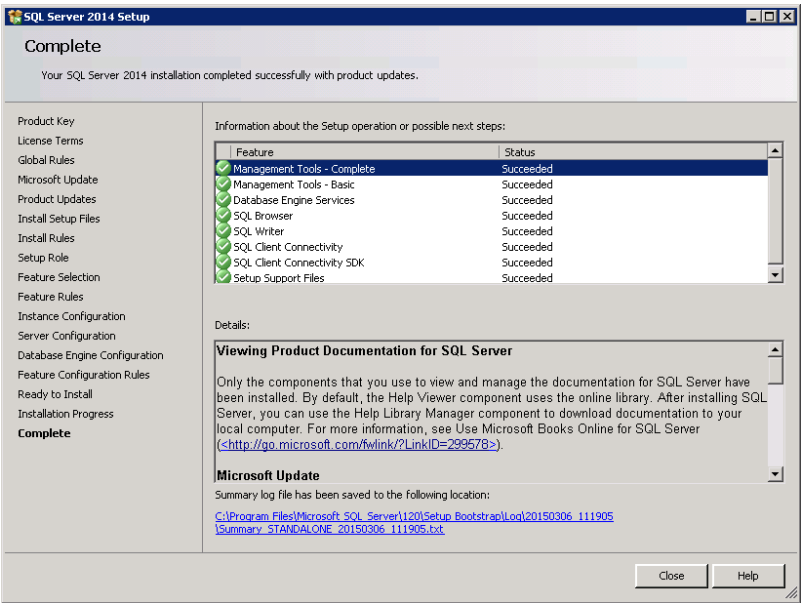 SQL Server 2014 Setup
Complete
Your SQL Server 2014 installation completed successfully with product updates.
Product Key
License Terms
Global Rules
Microsoft Update
Product Updates
Install Setup Files
Install Rules
Setup Role
Feature Selection
Feature Rules
Instance Configuration
Server Configuration
Database Engine Configuration
Feature Configuration Rules
Ready to Install
Installation Progress
Complete
Information about the Setup operation or possible next steps:
Feature Status
Management Tools - Complete Succeeded
Management Tools - Basic Succeeded
Database Engine Services Succeeded
SQL Browser Succeeded
SQL Writer Succeeded
SQL Client Connectivity Succeeded
SQL Client Connectivity SDK Succeeded
Setup Support Files Succeeded
Details:
Viewing Product Documentation for SQL Server
Only the components that you use to view and manage the documentation for SQL Server have
been installed. By default, the Help Viewer component uses the online library. After installing SQL
Server, you can use the Help Library Manager component to download documentation to your
local computer. For more information, see Use Microsoft Books Online for SQL Server
(<http://go.microsoft.com/fwlink/?LinkID=299578>).
Microsoft Update
Summary log file has been saved to the following location:
C:\Program Files\Microsoft SQL Server\120\Setup Bootstrap\Log\20150306_111905
\Summary_STANDALONE_20150306_111905.txt
Close Help